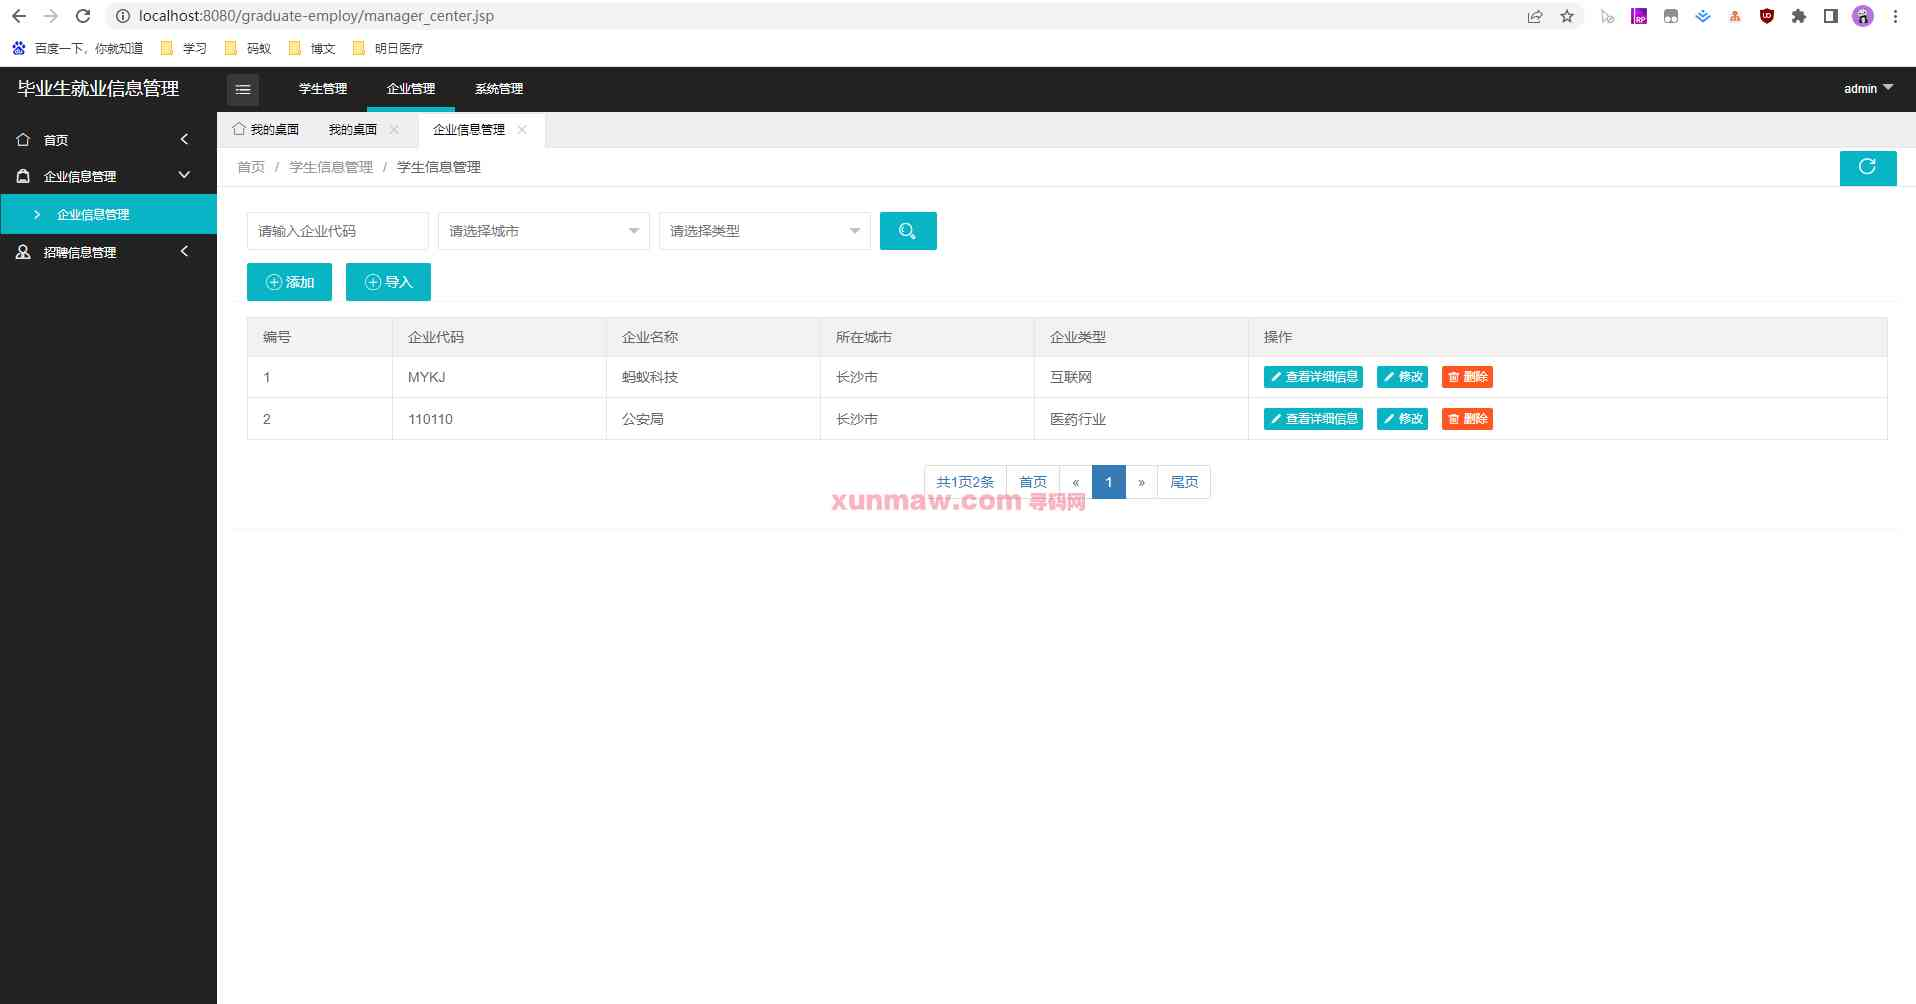 localhost:8080/graduate-employ/manager_center.jsp
百度一下，你就知道 学习 码蚁 博文 明日医疗
毕业生就业信息管理 学生管理 企业管理 系统管理 admin
我的桌面 我的桌面 企业信息管理
首页 / 学生信息管理 / 学生信息管理
首页
企业信息管理
企业信息管理
招聘信息管理
请输入企业代码 请选择城市 请选择类型
添加 导入
编号 企业代码 企业名称 所在城市 企业类型 操作
1 MYKJ 蚂蚁科技 长沙市 互联网 查看详细信息 修改 删除
2 110110 公安局 长沙市 医药行业 查看详细信息 修改 删除
共1页2条 首页 « 1 » 尾页
xunmaw.com 寻码网